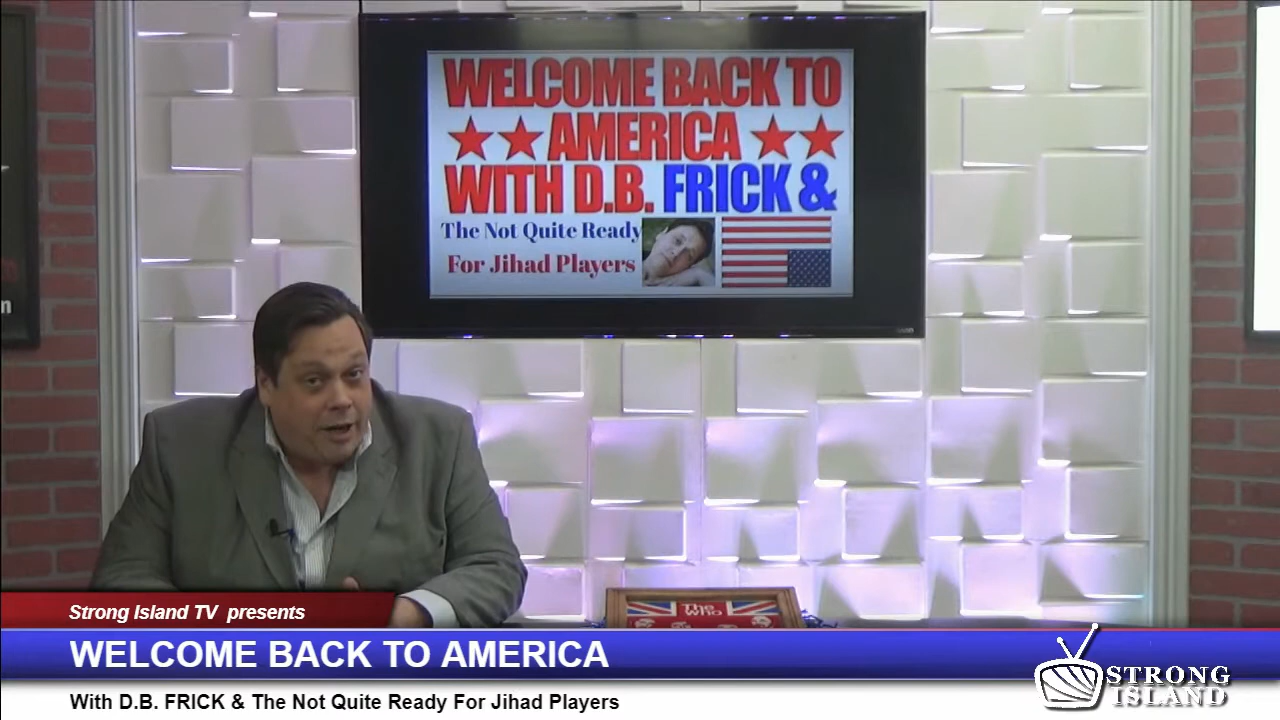 WELCOME BACK TO
AMERICA
WITH D.B. FRICK &
The Not Quite Ready
For Jihad Players
n
The
WHO
Strong Island TV presents
WELCOME BACK TO AMERICA
With D.B. FRICK & The Not Quite Ready For Jihad Players
STRONG
ISLAND